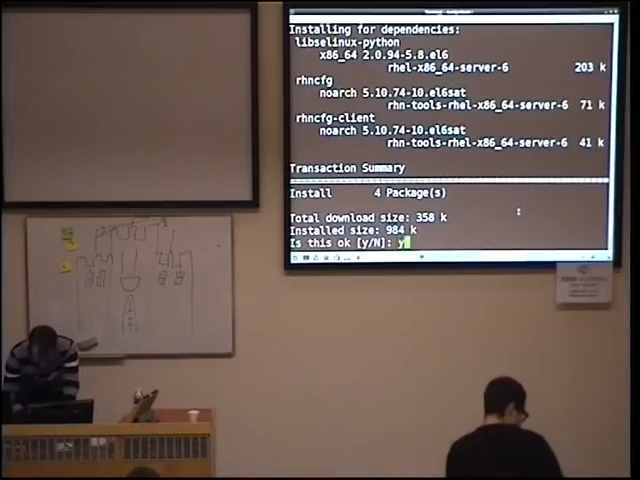 Installing for dependencies:
libselinux-python
x86_64 2.0.94-5.8.el6
rhel-x86_64-server-6 203 k
rhncfg
noarch 5.10.74-10.el6sat
rhn-tools-rhel-x86_64-server-6 71 k
rhncfg-client
noarch 5.10.74-10.el6sat
rhn-tools-rhel-x86_64-server-6 41 k
Transaction Summary
Install 4 Package(s)
Total download size: 358 k
Installed size: 984 k
Is this ok [y/N]: y